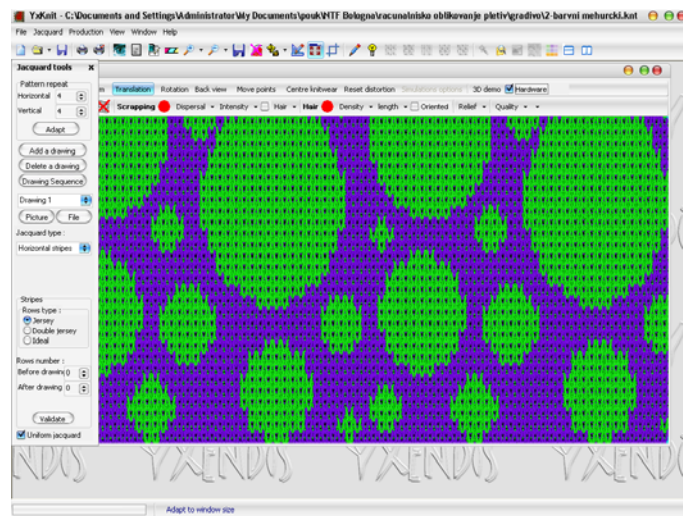 YxKnit - C:\Documents and Settings\Administrator\My Documents\pouk\NTF Bologna\racunalnisko oblikovanje pletiv\gradivo\2-barvni mehurcki.knt
File Jacquard Production View Window Help
Jacquard tools x
Pattern repeat
Horizontal 4
Vertical 4
Adapt
Add a drawing
Delete a drawing
Drawing Sequence
Drawing 1
Picture File
Jacquard type :
Horizontal stripes
Stripes
Rows type :
Jersey
Double jersey
Ideal
Rows number :
Before drawing 0
After drawing 0
Validate
Uniform jacquard
Translation Rotation Back view Move points Centre knitwear Reset distortion Simulations options 3D demo Hardware
Scrapping Dispersal Intensity Hair Hair Density length Oriented Relief Quality
YXENDIS YXENDIS
Adapt to window size